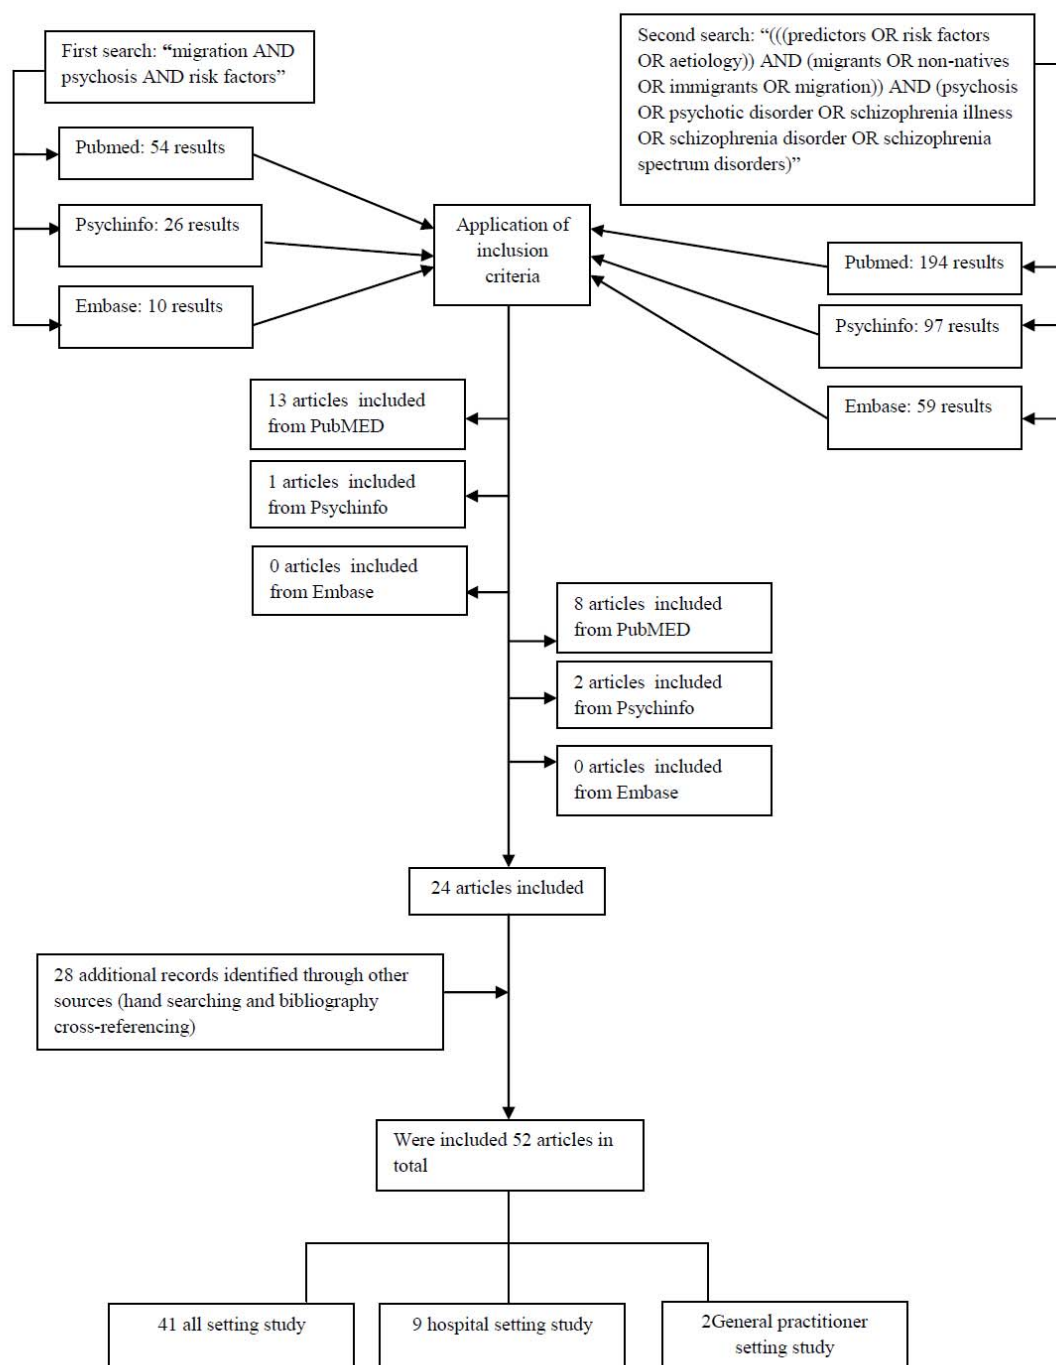 First search: “migration AND
psychosis AND risk factors”
Second search: “(((predictors OR risk factors
OR aetiology)) AND (migrants OR non-natives
OR immigrants OR migration)) AND (psychosis
OR psychotic disorder OR schizophrenia illness
OR schizophrenia disorder OR schizophrenia
spectrum disorders)”
Pubmed: 54 results
Psychinfo: 26 results
Embase: 10 results
Application of
inclusion
criteria
Pubmed: 194 results
Psychinfo: 97 results
Embase: 59 results
13 articles included
from PubMED
1 articles included
from Psychinfo
0 articles included
from Embase
8 articles included
from PubMED
2 articles included
from Psychinfo
0 articles included
from Embase
24 articles included
28 additional records identified through other
sources (hand searching and bibliography
cross-referencing)
Were included 52 articles in
total
41 all setting study
9 hospital setting study
2General practitioner
setting study